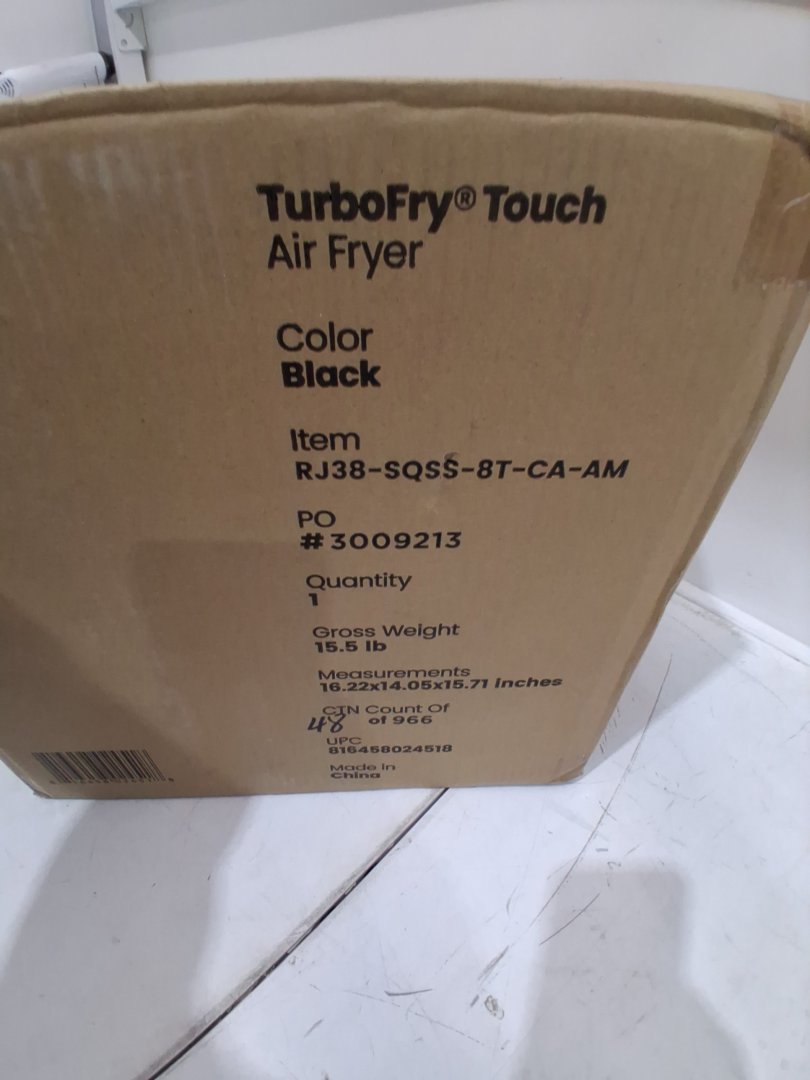 TurboFry® Touch
Air Fryer
Color
Black
Item
RJ38-SQSS-8T-CA-AM
PO
#3009213
Quantity
1
Gross Weight
15.5 lb
Measurements
16.22x14.05x15.71 inches
CTN Count Of
48 of 966
UPC
816458024518
Made in
China